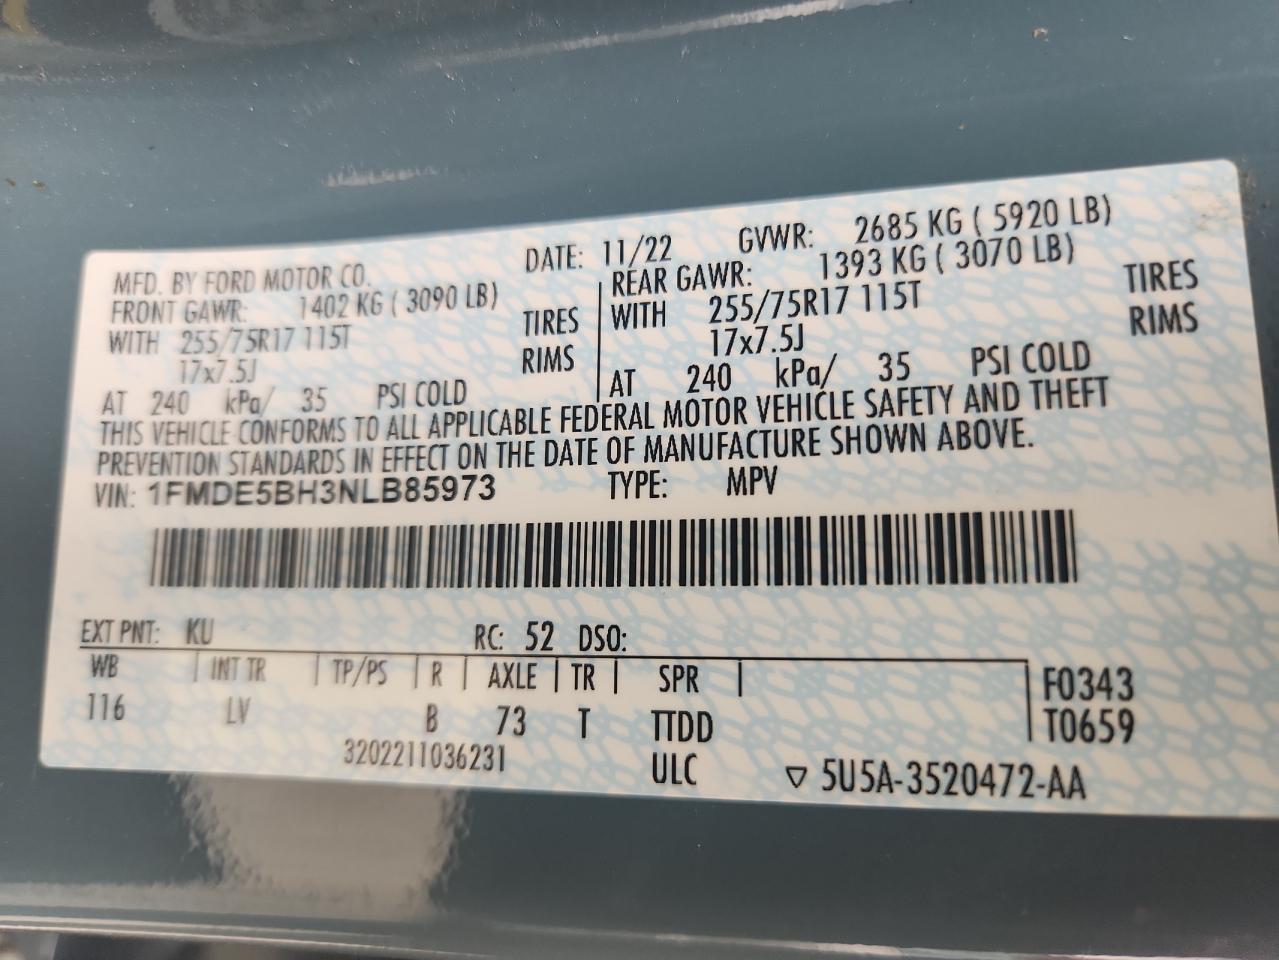 MFD. BY FORD MOTOR CO.
DATE: 11/22 GVWR: 2685 KG ( 5920 LB)
FRONT GAWR: 1402 KG ( 3090 LB)
WITH 255/75R17 115T TIRES
17x7.5J RIMS
AT 240 kPa/ 35 PSI COLD
REAR GAWR: 1393 KG ( 3070 LB)
WITH 255/75R17 115T TIRES
17x7.5J RIMS
AT 240 kPa/ 35 PSI COLD
THIS VEHICLE CONFORMS TO ALL APPLICABLE FEDERAL MOTOR VEHICLE SAFETY AND THEFT
PREVENTION STANDARDS IN EFFECT ON THE DATE OF MANUFACTURE SHOWN ABOVE.
VIN: 1FMDE5BH3NLB85973 TYPE: MPV
EXT PNT: KU RC: 52 DSO:
WB | INT TR | TP/PS | R | AXLE | TR | SPR |
116 LV B 73 T TTDD
F0343
T0659
3202211036231 ULC ▽ 5U5A-3520472-AA